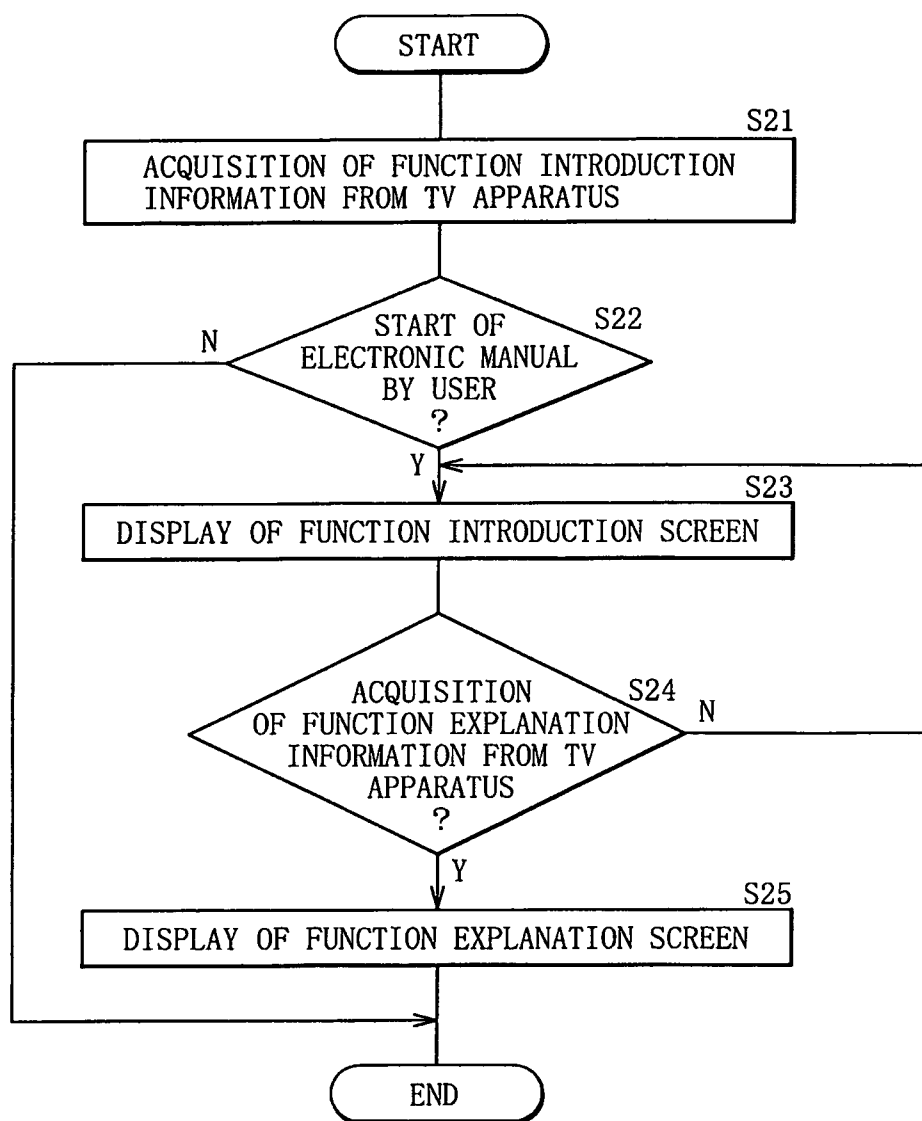 START
S21
ACQUISITION OF FUNCTION INTRODUCTION
INFORMATION FROM TV APPARATUS
S22
N
START OF
ELECTRONIC MANUAL
BY USER
?
Y
S23
DISPLAY OF FUNCTION INTRODUCTION SCREEN
S24
N
ACQUISITION
OF FUNCTION EXPLANATION
INFORMATION FROM TV
APPARATUS
?
Y
S25
DISPLAY OF FUNCTION EXPLANATION SCREEN
END